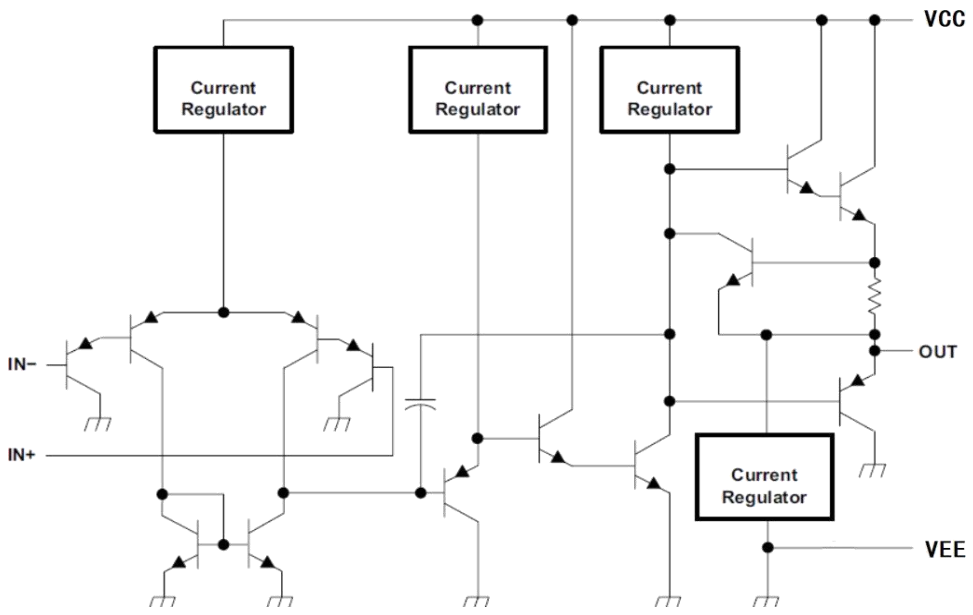 VCC
Current
Regulator
Current
Regulator
Current
Regulator
IN−
OUT
IN+
Current
Regulator
VEE